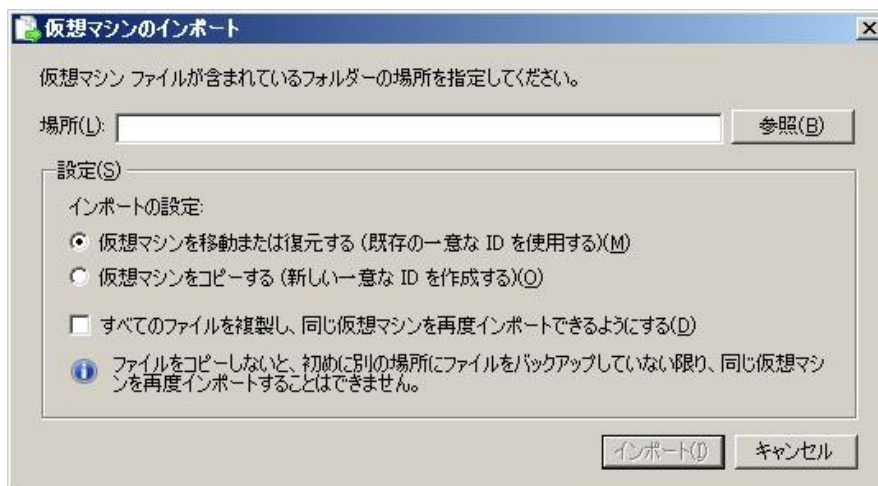 仮想マシンのインポート
仮想マシン ファイルが含まれているフォルダーの場所を指定してください。
場所(L): 参照(B)
設定(S)
インポートの設定:
仮想マシンを移動または復元する (既存の一意な ID を使用する)(M)
仮想マシンをコピーする (新しい一意な ID を作成する)(O)
すべてのファイルを複製し、同じ仮想マシンを再度インポートできるようにする(D)
ファイルをコピーしないと、初めに別の場所にファイルをバックアップしていない限り、同じ仮想マシ
ンを再度インポートすることはできません。
インポート(I) キャンセル